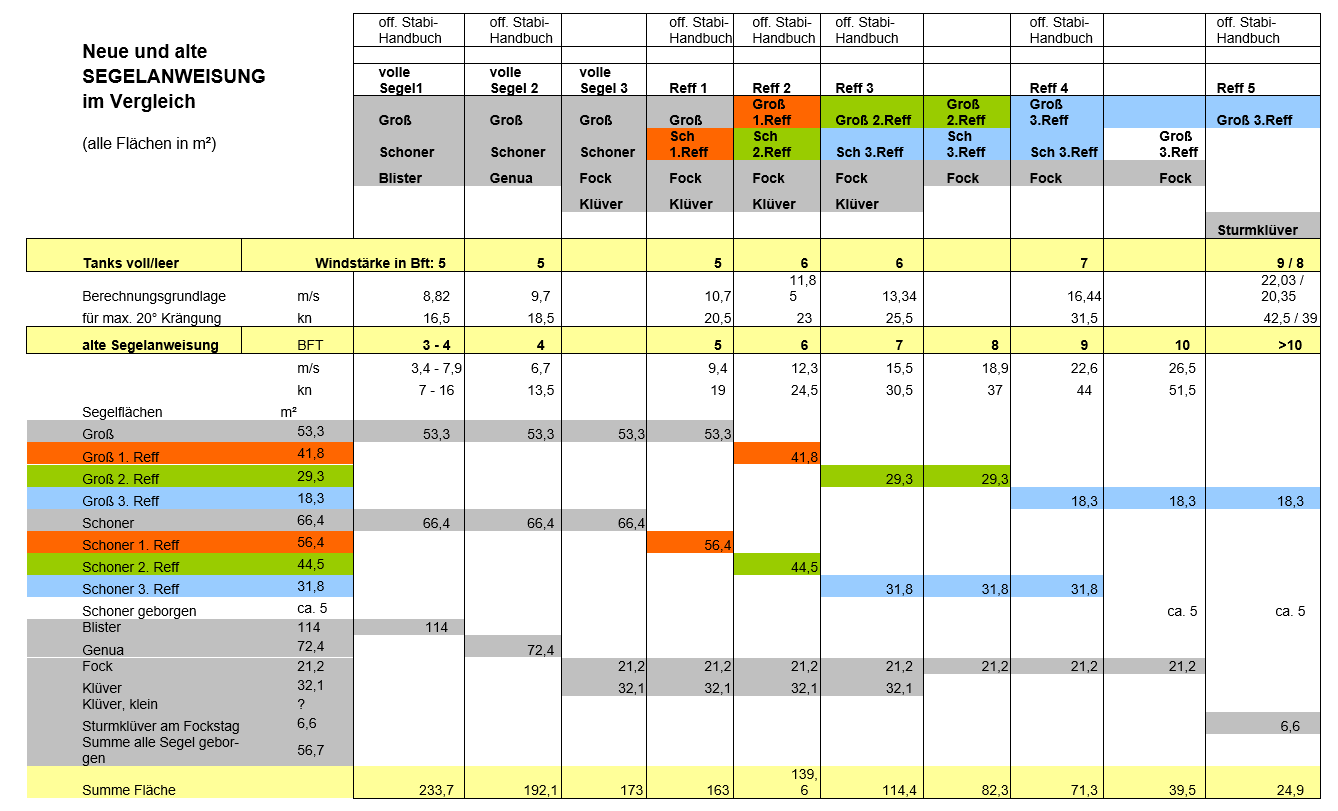 off. Stabi- off. Stabi- off. Stabi- off. Stabi- off. Stabi- off. Stabi- off. Stabi-
Handbuch Handbuch Handbuch Handbuch Handbuch Handbuch Handbuch
Neue und alte
SEGELANWEISUNG
im Vergleich
(alle Flächen in m²)
volle volle volle
Segel1 Segel 2 Segel 3 Reff 1 Reff 2 Reff 3 Reff 4 Reff 5
Groß Groß Groß
Groß Groß Groß Groß 1.Reff Groß 2.Reff 2.Reff 3.Reff Groß 3.Reff
Sch Sch Sch Groß
Schoner Schoner Schoner 1.Reff 2.Reff Sch 3.Reff 3.Reff Sch 3.Reff 3.Reff
Blister Genua Fock Fock Fock Fock Fock Fock Fock
Klüver Klüver Klüver Klüver
Sturmklüver
Tanks voll/leer Windstärke in Bft: 5 5 5 6 6 7 9 / 8
11,8 22,03 /
Berechnungsgrundlage m/s 8,82 9,7 10,7 5 13,34 16,44 20,35
für max. 20° Krängung kn 16,5 18,5 20,5 23 25,5 31,5 42,5 / 39
alte Segelanweisung BFT 3 - 4 4 5 6 7 8 9 10 >10
m/s 3,4 - 7,9 6,7 9,4 12,3 15,5 18,9 22,6 26,5
kn 7 - 16 13,5 19 24,5 30,5 37 44 51,5
Segelflächen m²
Groß 53,3 53,3 53,3 53,3 53,3
Groß 1. Reff 41,8 41,8
Groß 2. Reff 29,3 29,3 29,3
Groß 3. Reff 18,3 18,3 18,3 18,3
Schoner 66,4 66,4 66,4 66,4
Schoner 1. Reff 56,4 56,4
Schoner 2. Reff 44,5 44,5
Schoner 3. Reff 31,8 31,8 31,8 31,8
Schoner geborgen ca. 5 ca. 5 ca. 5
Blister 114 114
Genua 72,4 72,4
Fock 21,2 21,2 21,2 21,2 21,2 21,2 21,2 21,2
Klüver 32,1 32,1 32,1 32,1 32,1
Klüver, klein ?
Sturmklüver am Fockstag 6,6 6,6
Summe alle Segel gebor-
gen 56,7
139,
Summe Fläche 233,7 192,1 173 163 6 114,4 82,3 71,3 39,5 24,9